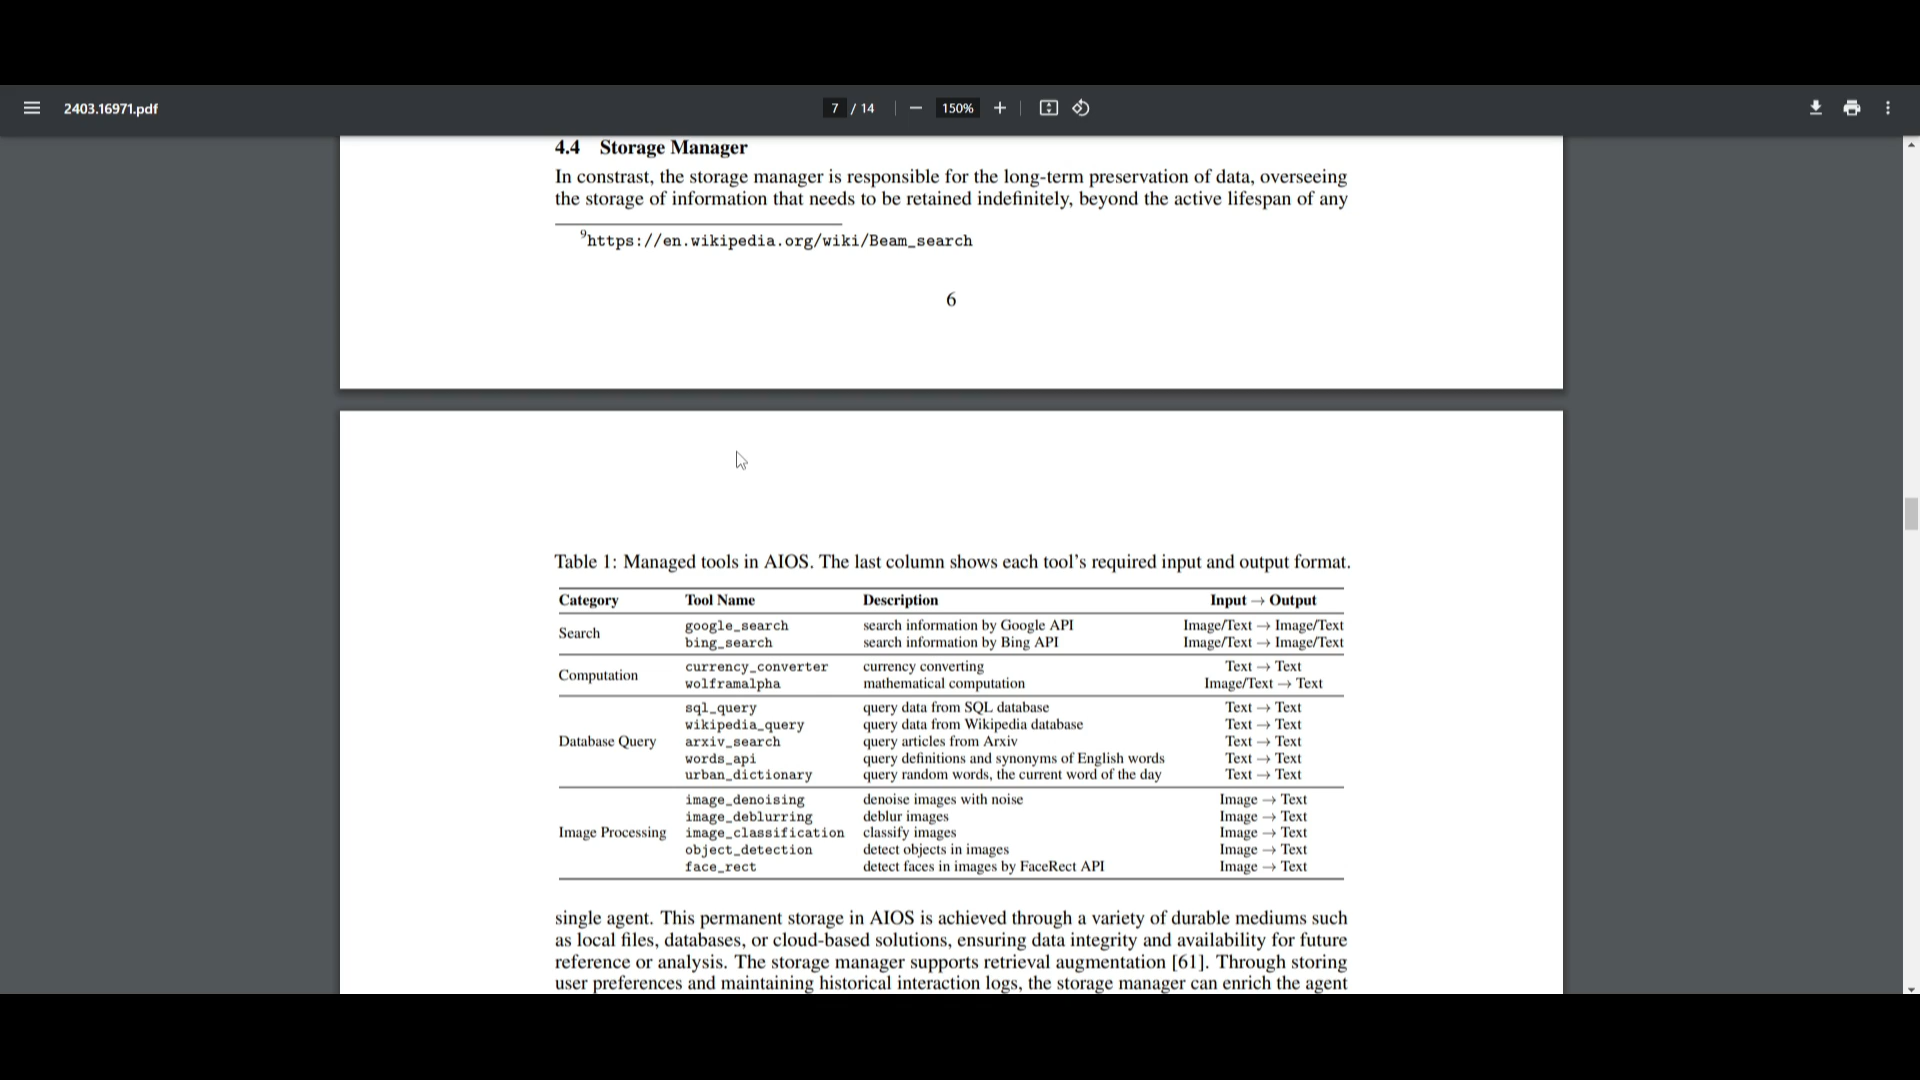 2403.16971.pdf
7 / 14
150%
4.4 Storage Manager
In constrast, the storage manager is responsible for the long-term preservation of data, overseeing
the storage of information that needs to be retained indefinitely, beyond the active lifespan of any
9https://en.wikipedia.org/wiki/Beam_search
6
Table 1: Managed tools in AIOS. The last column shows each tool's required input and output format.
Category Tool Name Description Input → Output
Search
google_search search information by Google API Image/Text → Image/Text
bing_search search information by Bing API Image/Text → Image/Text
Computation
currency_converter currency converting Text → Text
wolframalpha mathematical computation Image/Text → Text
Database Query
sql_query query data from SQL database Text → Text
wikipedia_query query data from Wikipedia database Text → Text
arxiv_search query articles from Arxiv Text → Text
words_api query definitions and synonyms of English words Text → Text
urban_dictionary query random words, the current word of the day Text → Text
Image Processing
image_denoising denoise images with noise Image → Text
image_deblurring deblur images Image → Text
image_classification classify images Image → Text
object_detection detect objects in images Image → Text
face_rect detect faces in images by FaceRect API Image → Text
single agent. This permanent storage in AIOS is achieved through a variety of durable mediums such
as local files, databases, or cloud-based solutions, ensuring data integrity and availability for future
reference or analysis. The storage manager supports retrieval augmentation [61]. Through storing
user preferences and maintaining historical interaction logs, the storage manager can enrich the agent